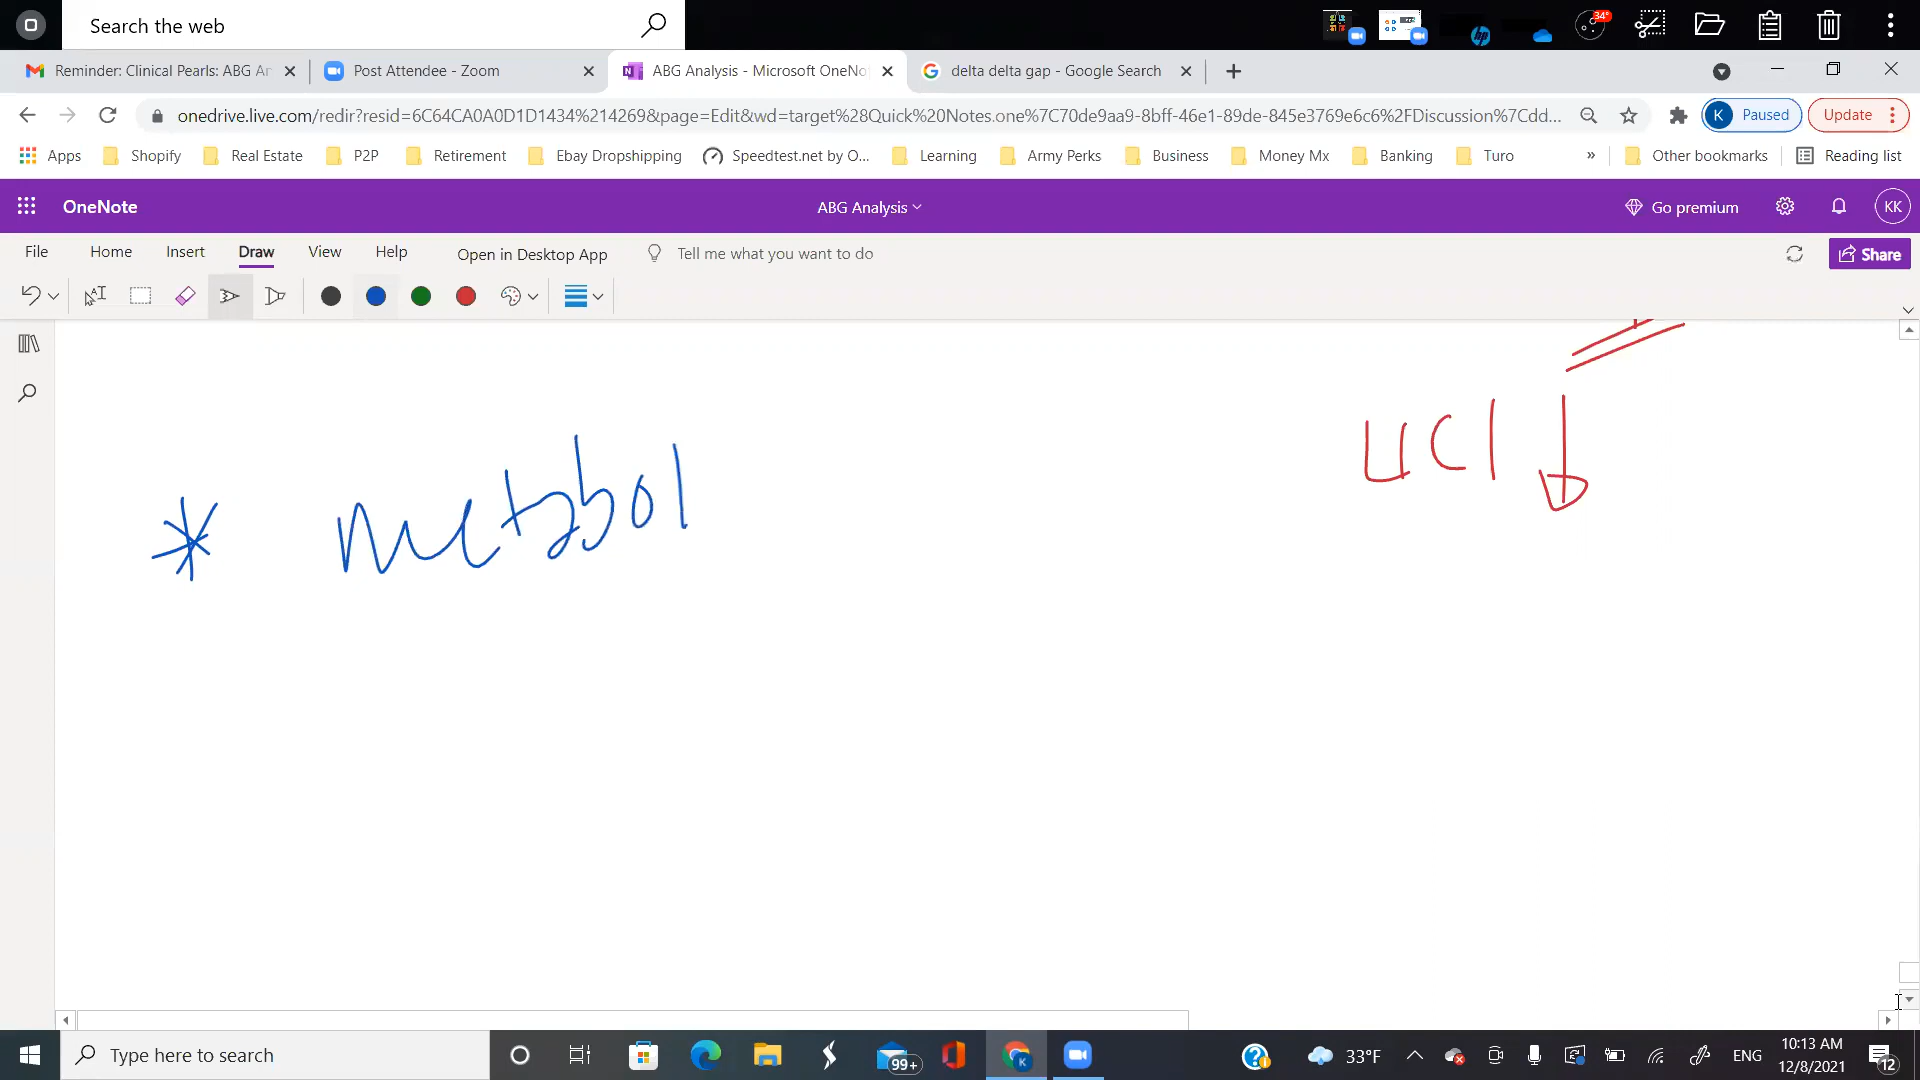 Search the web
34°
Reminder: Clinical Pearls: ABG An
Post Attendee - Zoom
ABG Analysis - Microsoft OneNo
delta delta gap - Google Search
onedrive.live.com/redir?resid=6C64CA0A0D1D1434%214269&page=Edit&wd=target%28Quick%20Notes.one%7C70de9aa9-8bff-46e1-89de-845e3769e6c6%2FDiscussion%7Cdd...
K Paused
Update
Apps Shopify Real Estate P2P Retirement Ebay Dropshipping Speedtest.net by O... Learning Army Perks Business Money Mx Banking Turo » Other bookmarks Reading list
OneNote
ABG Analysis
Go premium
KK
File Home Insert Draw View Help Open in Desktop App Tell me what you want to do
Share
UCl
* metabol
Type here to search
99+
33°F
ENG
10:13 AM
12/8/2021
12